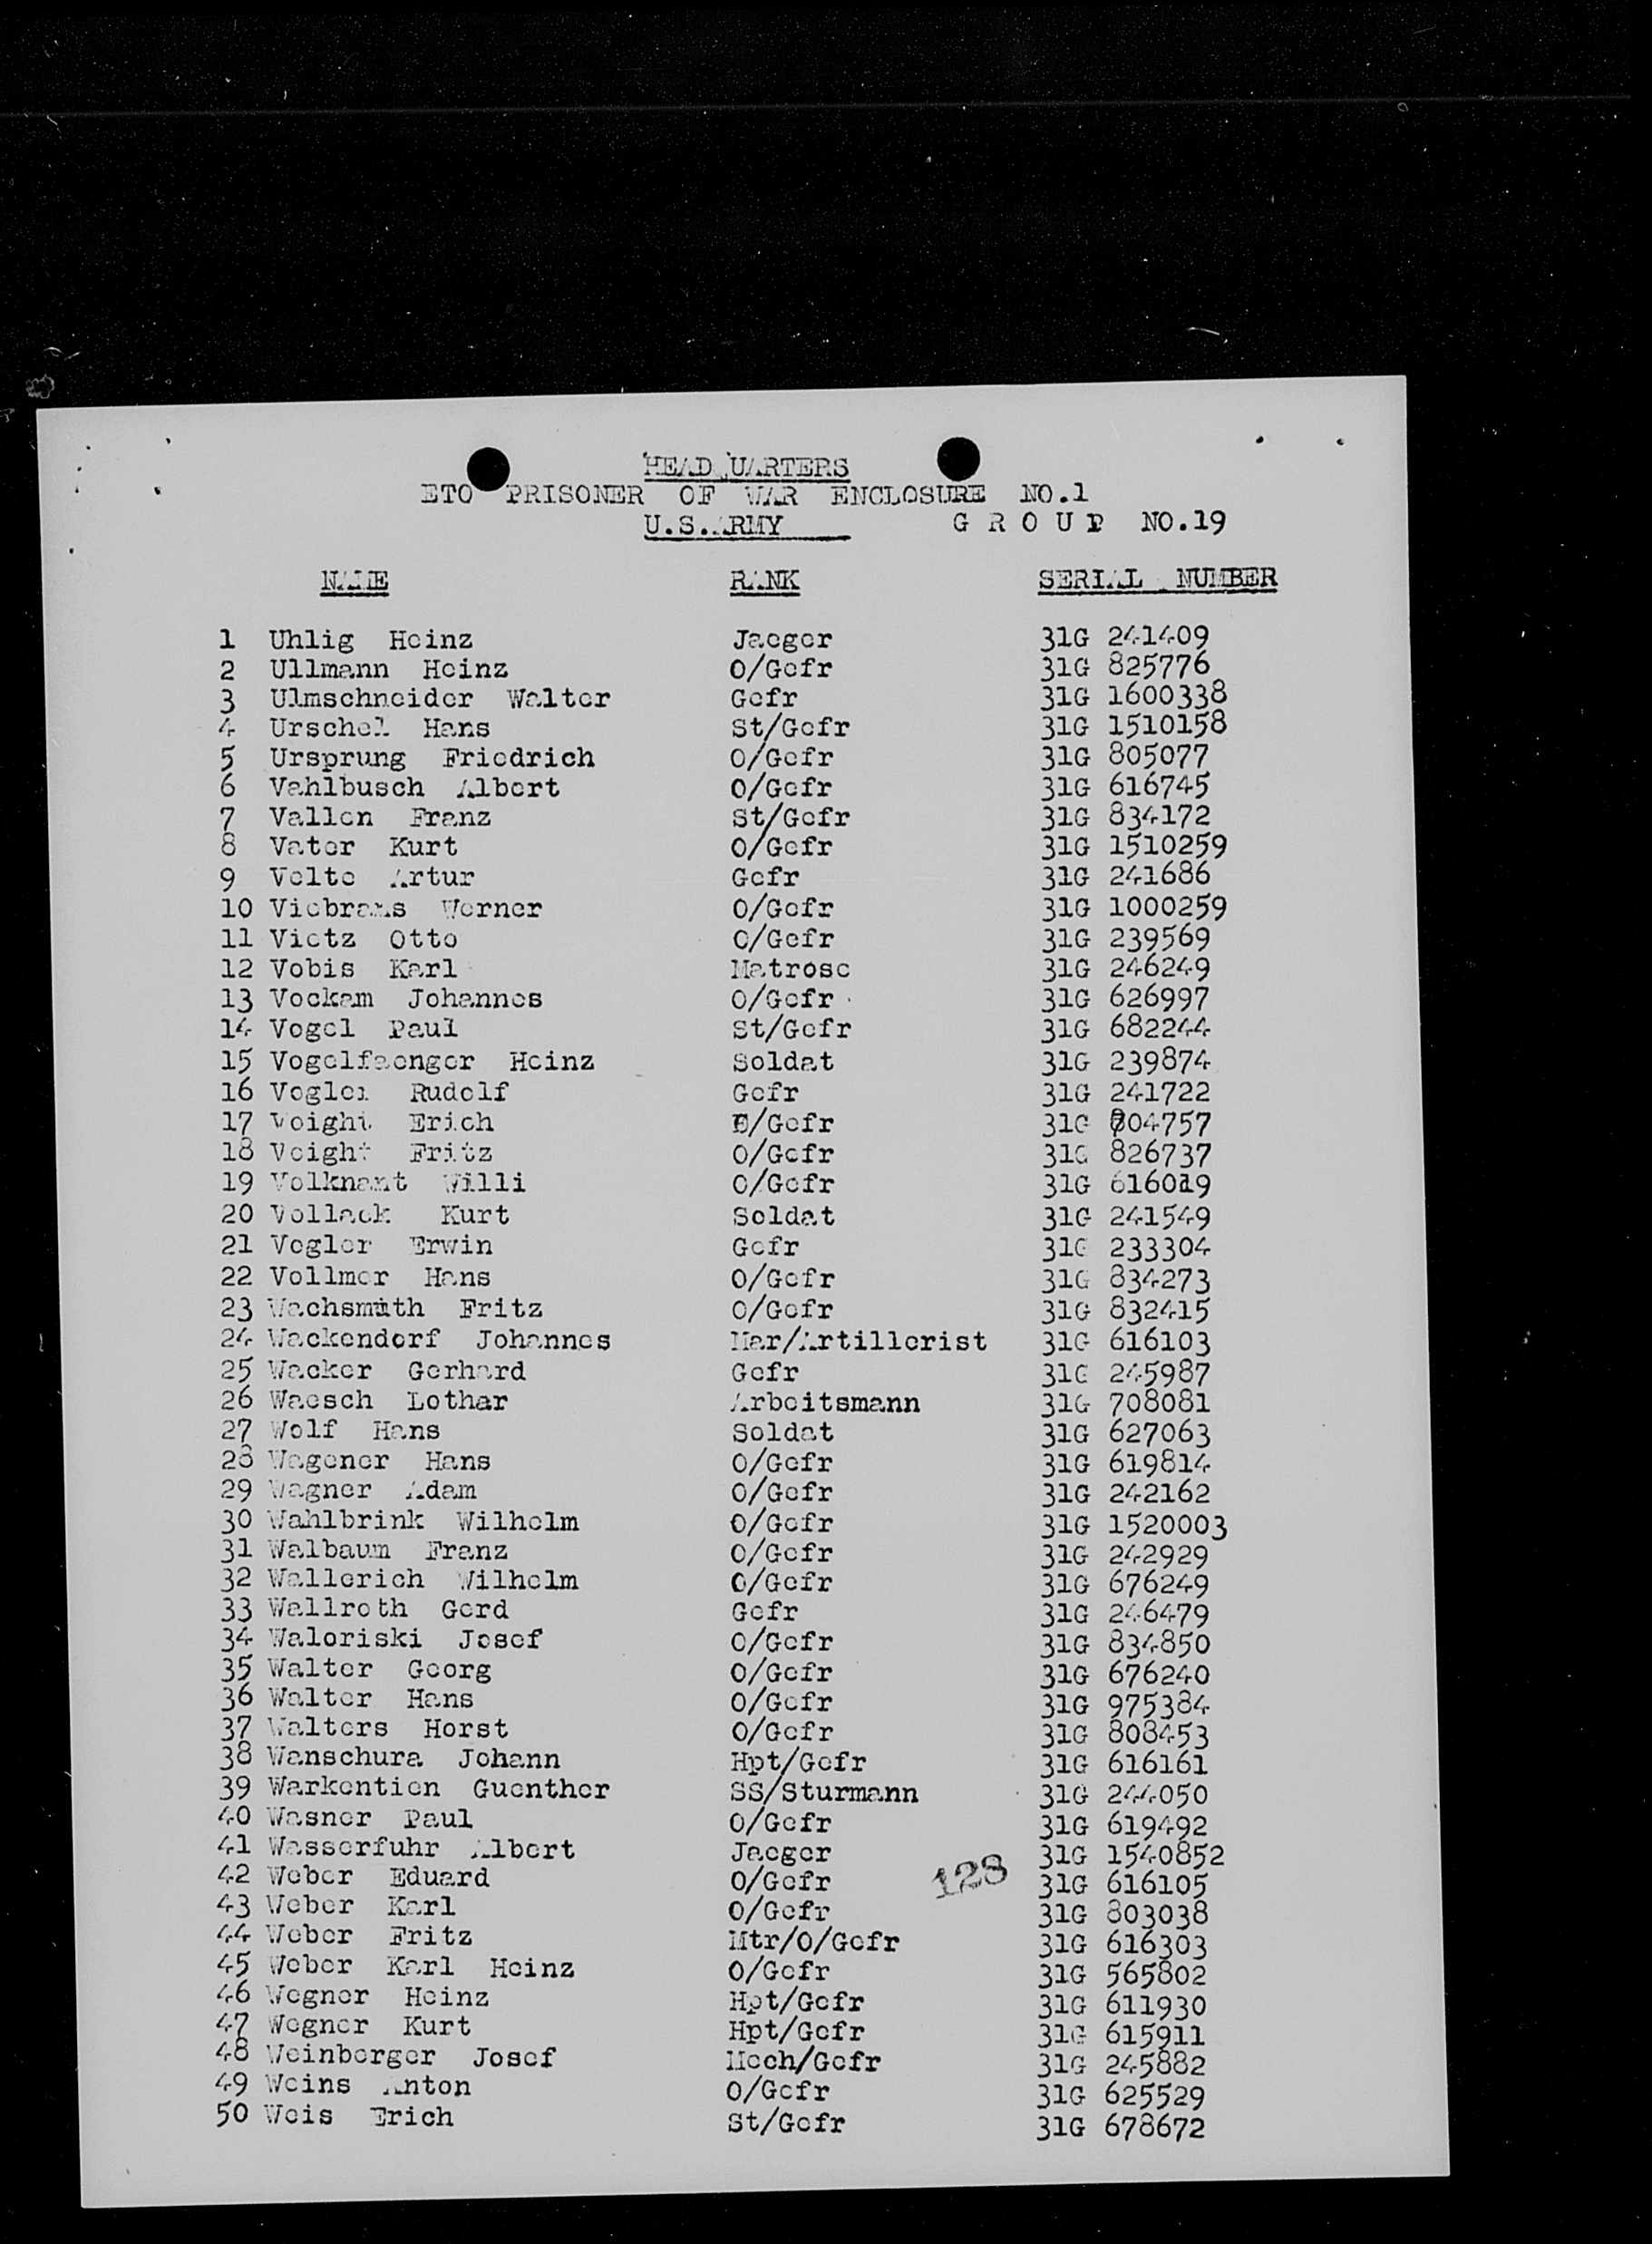 HEADQUARTERS
ETO PRISONER OF WAR ENCLOSURE NO.1
U.S.ARMY GROUP NO.19
NAME RANK SERIAL NUMBER
1 Uhlig Heinz Jaeger 31G 241409
2 Ullmann Heinz O/Gefr 31G 825776
3 Ulmschneider Walter Gefr 31G 1600338
4 Urschel Hans St/Gefr 31G 1510158
5 Ursprung Friedrich O/Gefr 31G 805077
6 Vahlbusch Albert O/Gefr 31G 616745
7 Vallen Franz St/Gefr 31G 834172
8 Vater Kurt O/Gefr 31G 1510259
9 Velte Artur Gefr 31G 241686
10 Viebrans Werner O/Gefr 31G 1000259
11 Vietz Otto O/Gefr 31G 239569
12 Vobis Karl Matrose 31G 246249
13 Vockam Johannes O/Gefr 31G 626997
14 Vogel Paul St/Gefr 31G 682244
15 Vogelfaenger Heinz Soldat 31G 239874
16 Vogler Rudolf Gefr 31G 241722
17 Voight Erich /Gefr 31G 04757
18 Voight Fritz O/Gefr 31G 826737
19 Volknant Willi O/Gefr 31G 616019
20 Vollack Kurt Soldat 31G 241549
21 Vogler Erwin Gefr 31G 233304
22 Vollmer Hans O/Gefr 31G 834273
23 Wachsmuth Fritz O/Gefr 31G 832415
24 Wackendorf Johannes Mar/Artillerist 31G 616103
25 Wacker Gerhard Gefr 31G 245987
26 Waesch Lothar Arbeitsmann 31G 708081
27 Wolf Hans Soldat 31G 627063
28 Wagener Hans O/Gefr 31G 619814
29 Wagner Adam O/Gefr 31G 242162
30 Wahlbrink Wilhelm O/Gefr 31G 1520003
31 Walbaum Franz O/Gefr 31G 242929
32 Wallerich Wilhelm O/Gefr 31G 676249
33 Wallroth Gerd Gefr 31G 246479
34 Waloriski Josef O/Gefr 31G 834850
35 Walter Georg O/Gefr 31G 676240
36 Walter Hans O/Gefr 31G 975384
37 Walters Horst O/Gefr 31G 808453
38 Wanschura Johann Hpt/Gefr 31G 616161
39 Warkentien Guenther SS/Sturmann 31G 244050
40 Wasner Paul O/Gefr 31G 619492
41 Wasserfuhr Albert Jaeger 31G 1540852
42 Weber Eduard O/Gefr 31G 616105
128
43 Weber Karl O/Gefr 31G 803038
44 Weber Fritz Mtr/O/Gefr 31G 616303
45 Weber Karl Heinz O/Gefr 31G 565802
46 Wegner Heinz Hpt/Gefr 31G 611930
47 Wegner Kurt Hpt/Gefr 31G 615911
48 Weinberger Josef Mech/Gefr 31G 245882
49 Weins Anton O/Gefr 31G 625529
50 Weis Erich St/Gefr 31G 678672